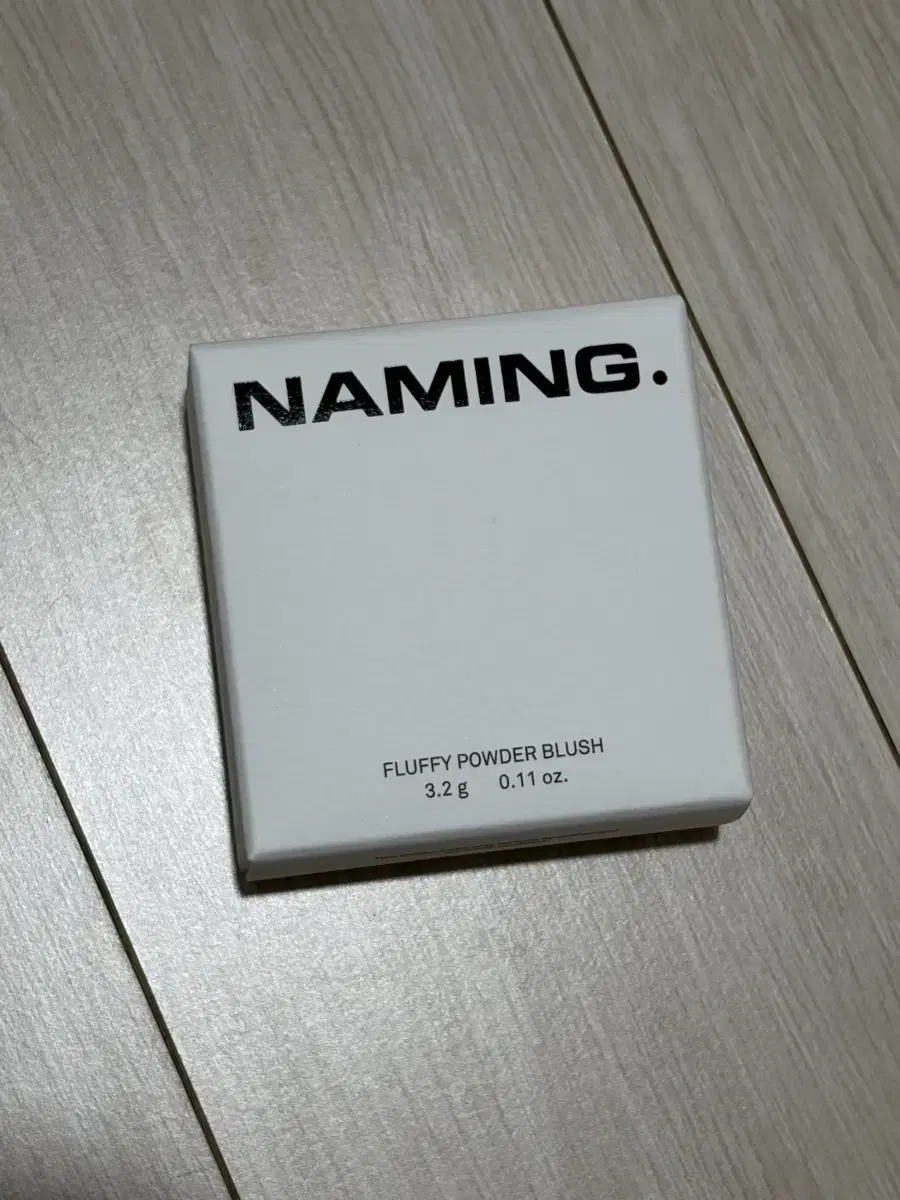 NAMING.
FLUFFY POWDER BLUSH
3.2 g 0.11 oz.